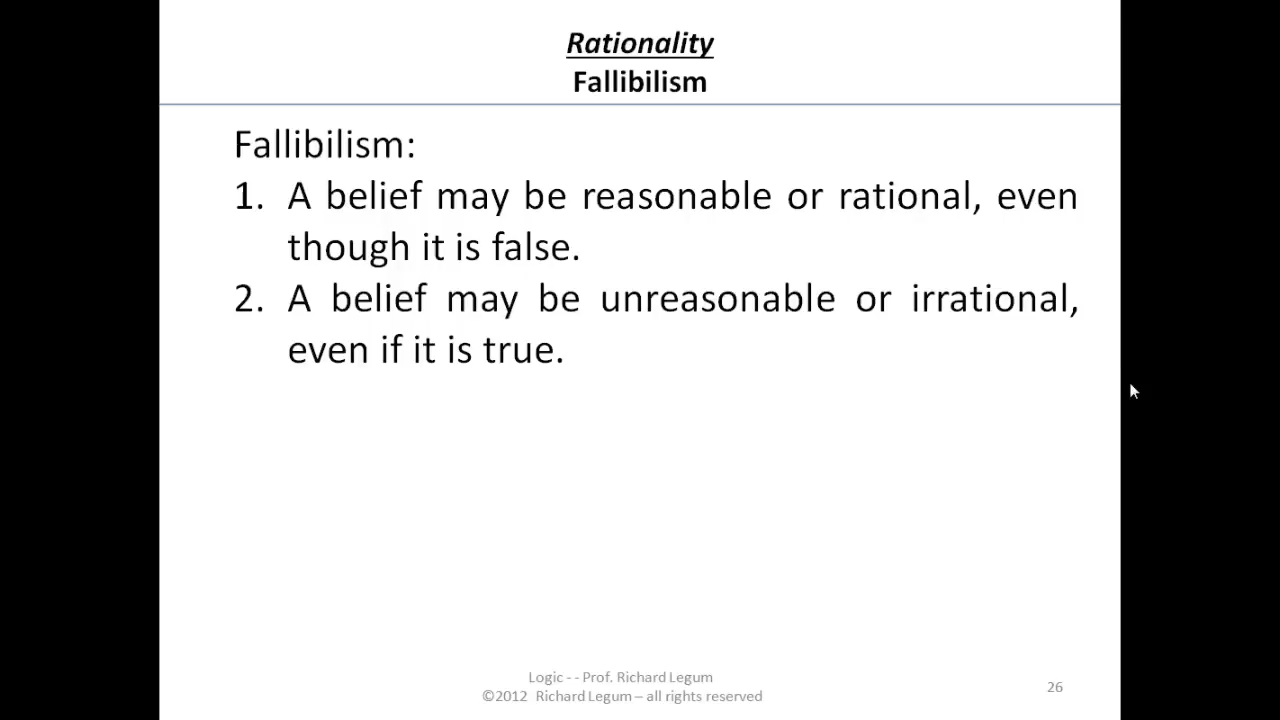 Rationality
Fallibilism
Fallibilism:
1. A belief may be reasonable or rational, even
though it is false.
2. A belief may be unreasonable or irrational,
even if it is true.
Logic - - Prof. Richard Legum
©2012 Richard Legum – all rights reserved
26